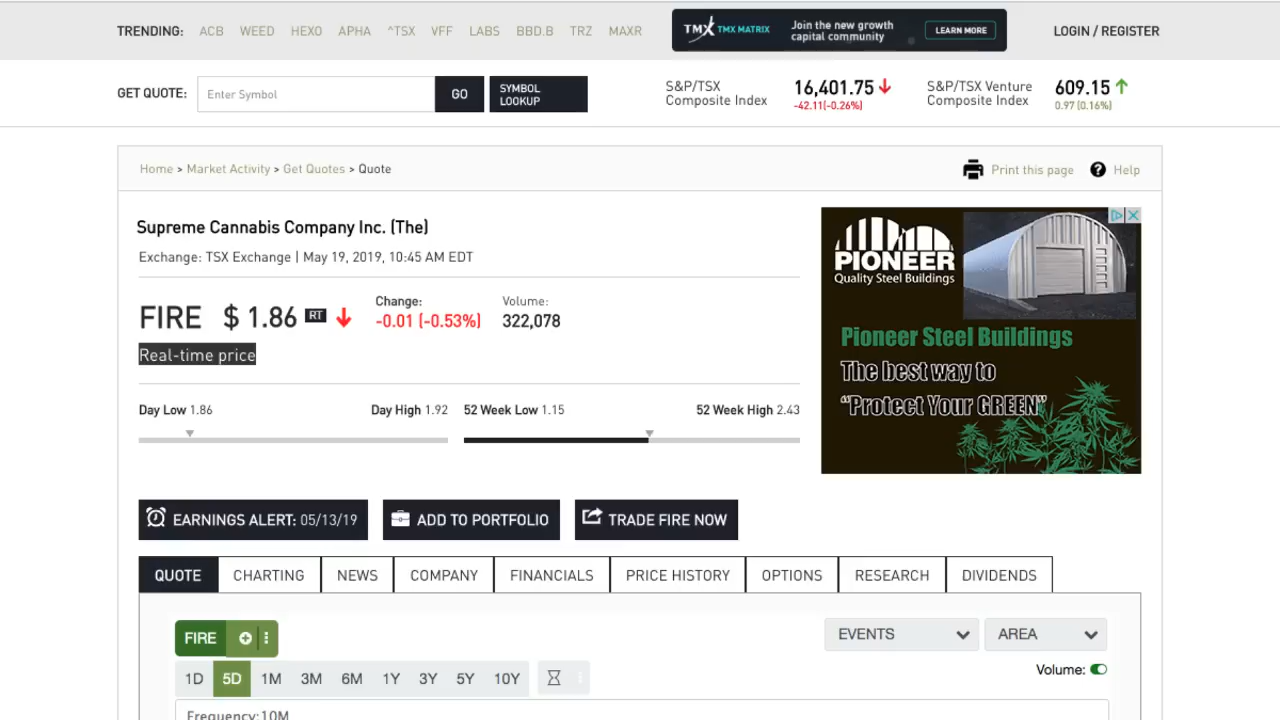 TRENDING: ACB WEED HEXO APHA ^TSX VFF LABS BBD.B TRZ MAXR
TMX TMX MATRIX
Join the new growth
capital community
LEARN MORE
LOGIN / REGISTER
GET QUOTE: Enter Symbol GO
SYMBOL
LOOKUP
S&P/TSX
Composite Index
16,401.75
-42.11(-0.26%)
S&P/TSX Venture
Composite Index
609.15
0.97 (0.16%)
Home > Market Activity > Get Quotes > Quote
Print this page ? Help
Supreme Cannabis Company Inc. (The)
Exchange: TSX Exchange | May 19, 2019, 10:45 AM EDT
FIRE $ 1.86 RT
Change:
-0.01 (-0.53%)
Volume:
322,078
Real-time price
Day Low 1.86 Day High 1.92 52 Week Low 1.15 52 Week High 2.43
PIONEER
Quality Steel Buildings
Pioneer Steel Buildings
The best way to
"Protect Your GREEN"
EARNINGS ALERT: 05/13/19 ADD TO PORTFOLIO TRADE FIRE NOW
QUOTE CHARTING NEWS COMPANY FINANCIALS PRICE HISTORY OPTIONS RESEARCH DIVIDENDS
FIRE EVENTS AREA
Volume:
1D 5D 1M 3M 6M 1Y 3Y 5Y 10Y
Frequency:10M